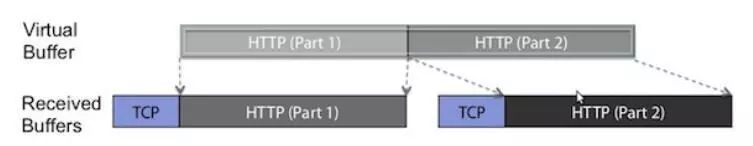 Virtual
Buffer
HTTP (Part 1)
HTTP (Part 2)
Received
Buffers
TCP
HTTP (Part 1)
TCP
HTTP (Part 2)